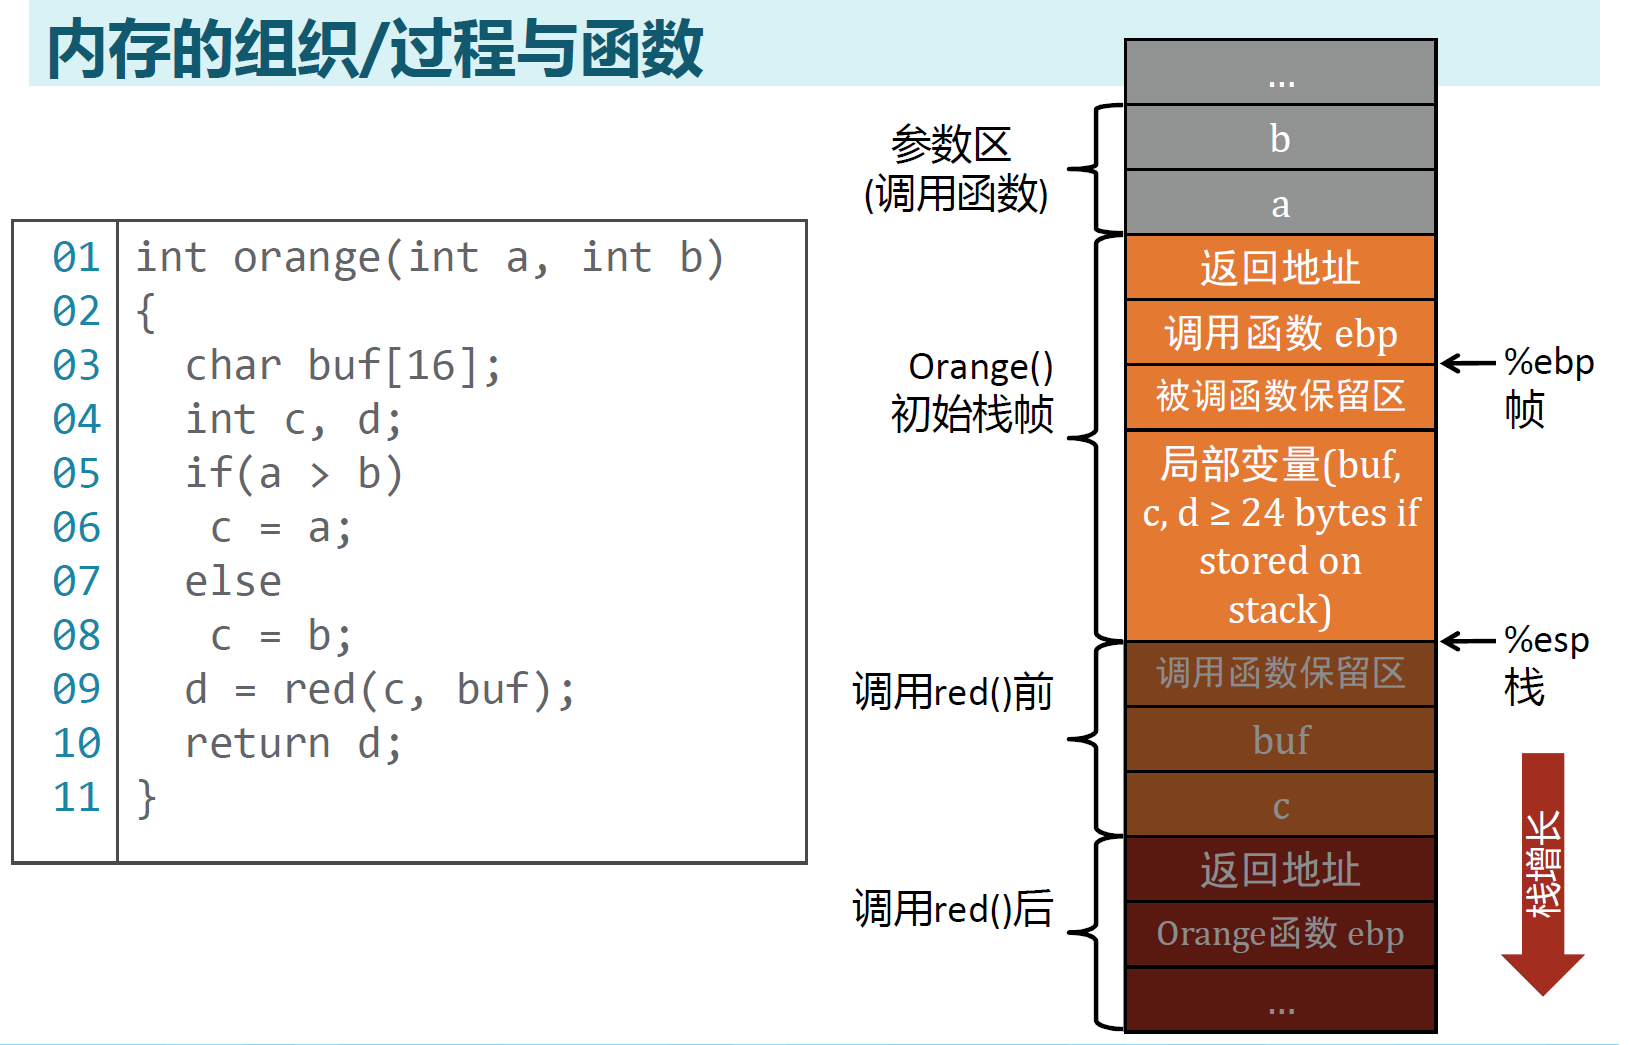 内存的组织/过程与函数
01 int orange(int a, int b)
02 {
03 char buf[16];
04 int c, d;
05 if(a > b)
06 c = a;
07 else
08 c = b;
09 d = red(c, buf);
10 return d;
11 }
参数区
(调用函数)
Orange()
初始栈帧
调用red()前
调用red()后
...
b
a
返回地址
调用函数 ebp
被调函数保留区
局部变量(buf,
c, d ≥ 24 bytes if
stored on
stack)
调用函数保留区
buf
c
返回地址
Orange函数 ebp
...
%ebp
帧
%esp
栈
栈增长